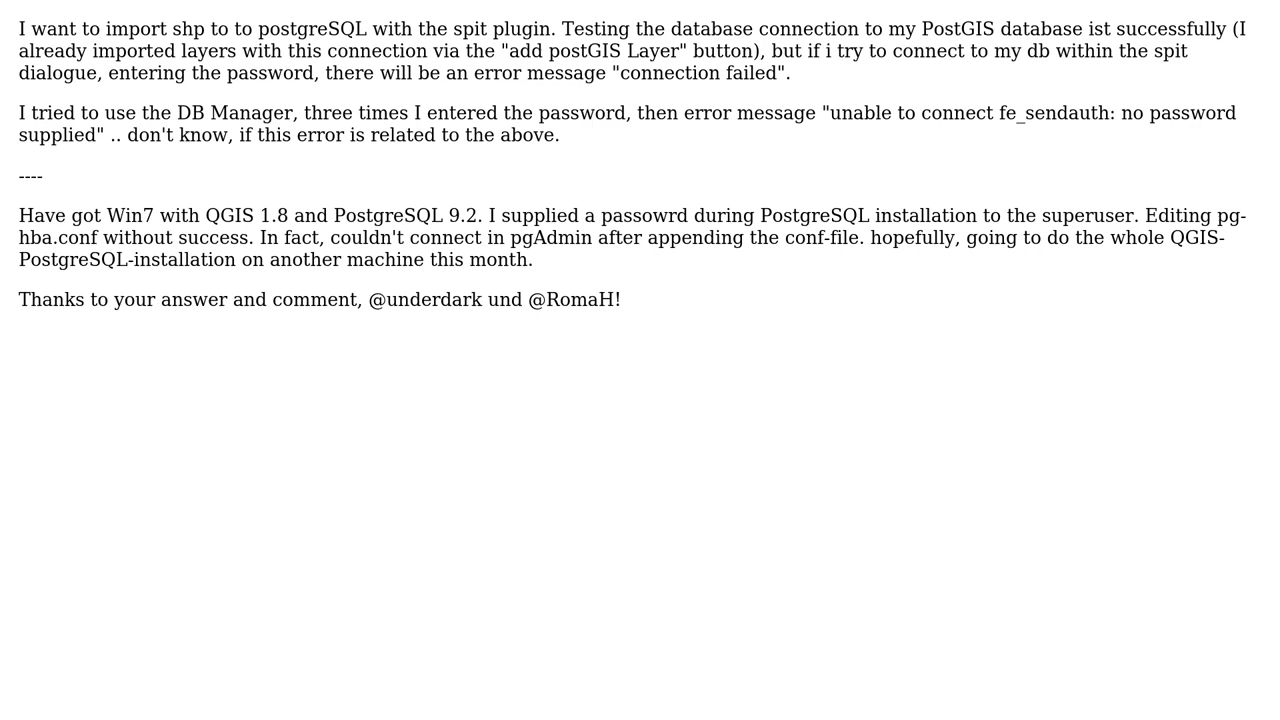 I want to import shp to to postgreSQL with the spit plugin. Testing the database connection to my PostGIS database ist successfully (I
already imported layers with this connection via the "add postGIS Layer" button), but if i try to connect to my db within the spit
dialogue, entering the password, there will be an error message "connection failed".
I tried to use the DB Manager, three times I entered the password, then error message "unable to connect fe_sendauth: no password
supplied" .. don't know, if this error is related to the above.
----
Have got Win7 with QGIS 1.8 and PostgreSQL 9.2. I supplied a passowrd during PostgreSQL installation to the superuser. Editing pg-
hba.conf without success. In fact, couldn't connect in pgAdmin after appending the conf-file. hopefully, going to do the whole QGIS-
PostgreSQL-installation on another machine this month.
Thanks to your answer and comment, @underdark und @RomaH!